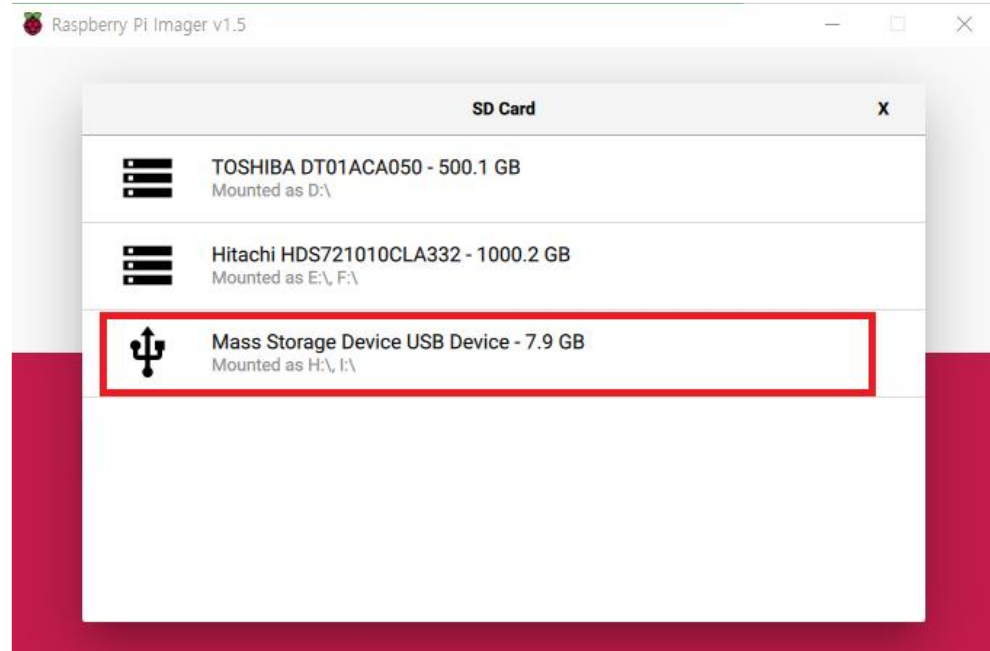 Raspberry Pi Imager v1.5
SD Card X
TOSHIBA DT01ACA050 - 500.1 GB
Mounted as D:\
Hitachi HDS721010CLA332 - 1000.2 GB
Mounted as E:\, F:\
Mass Storage Device USB Device - 7.9 GB
Mounted as H:\, I:\